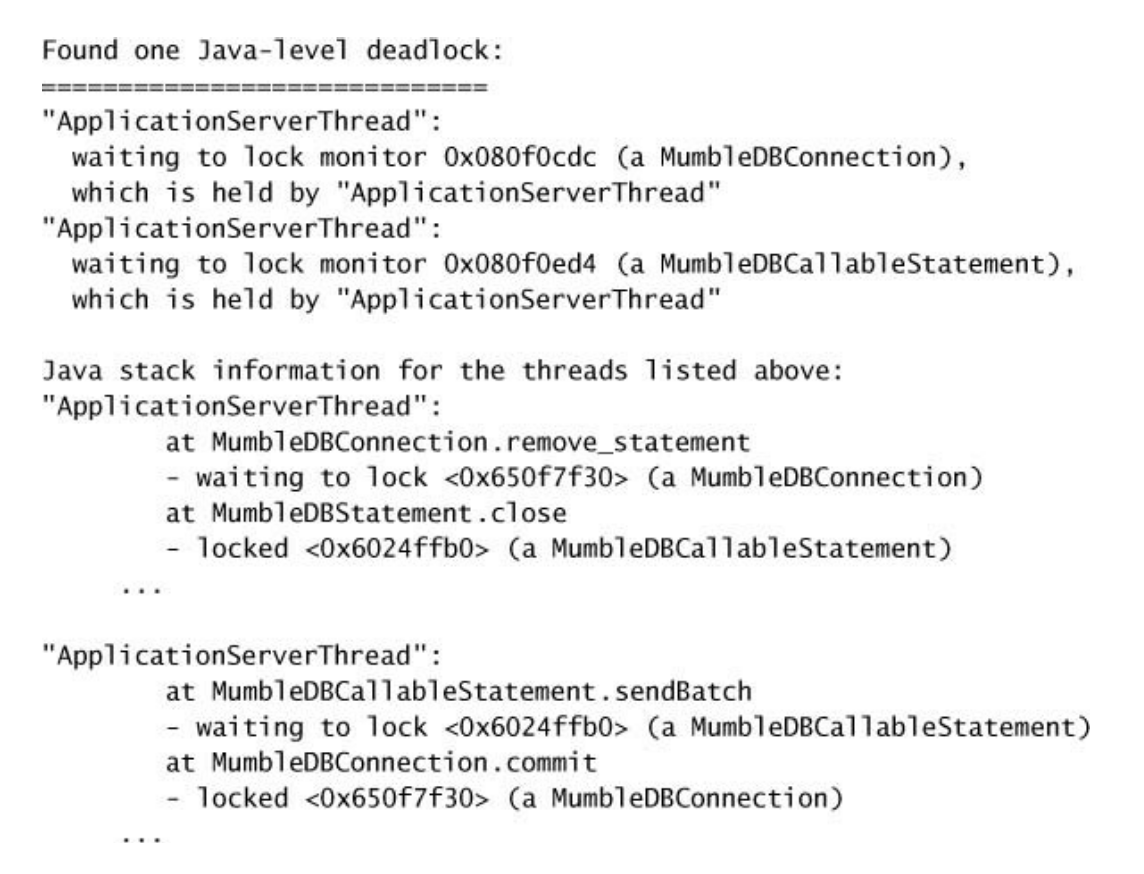 Found one Java-level deadlock:
=============================
"ApplicationServerThread":
  waiting to lock monitor 0x080f0cdc (a MumbleDBConnection),
  which is held by "ApplicationServerThread"
"ApplicationServerThread":
  waiting to lock monitor 0x080f0ed4 (a MumbleDBCallableStatement),
  which is held by "ApplicationServerThread"

Java stack information for the threads listed above:
"ApplicationServerThread":
        at MumbleDBConnection.remove_statement
        - waiting to lock <0x650f7f30> (a MumbleDBConnection)
        at MumbleDBStatement.close
        - locked <0x6024ffb0> (a MumbleDBCallableStatement)
     ...

"ApplicationServerThread":
        at MumbleDBCallableStatement.sendBatch
        - waiting to lock <0x6024ffb0> (a MumbleDBCallableStatement)
        at MumbleDBConnection.commit
        - locked <0x650f7f30> (a MumbleDBConnection)
     ...